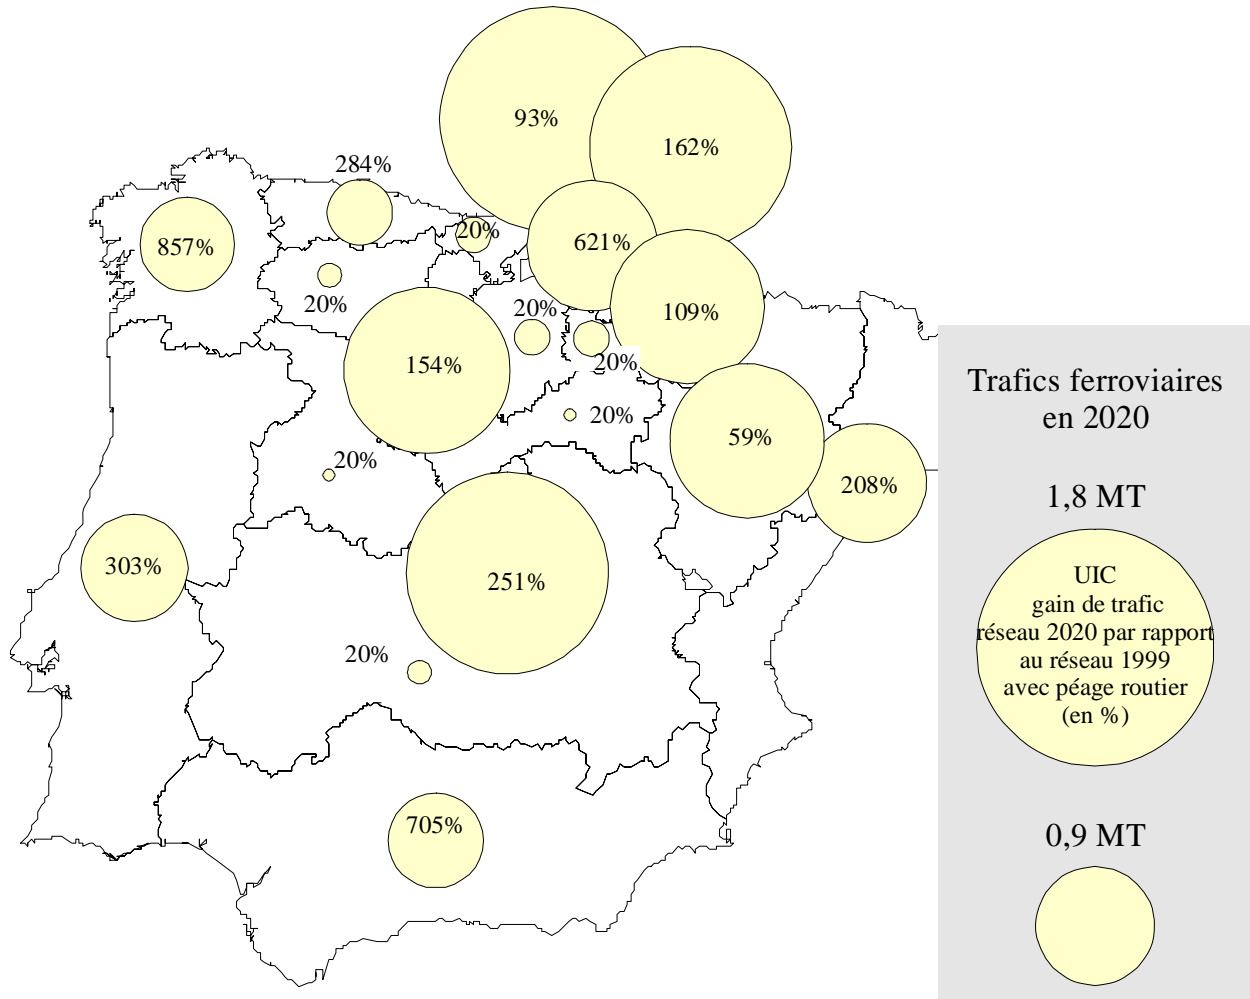 93%
162%
284%
857%
20%
621%
20%
20%
109%
154%
20%
20%
59%
20%
208%
303%
251%
20%
705%
Trafics ferroviaires
en 2020
1,8 MT
UIC
gain de trafic
réseau 2020 par rapport
au réseau 1999
avec péage routier
(en %)
0,9 MT